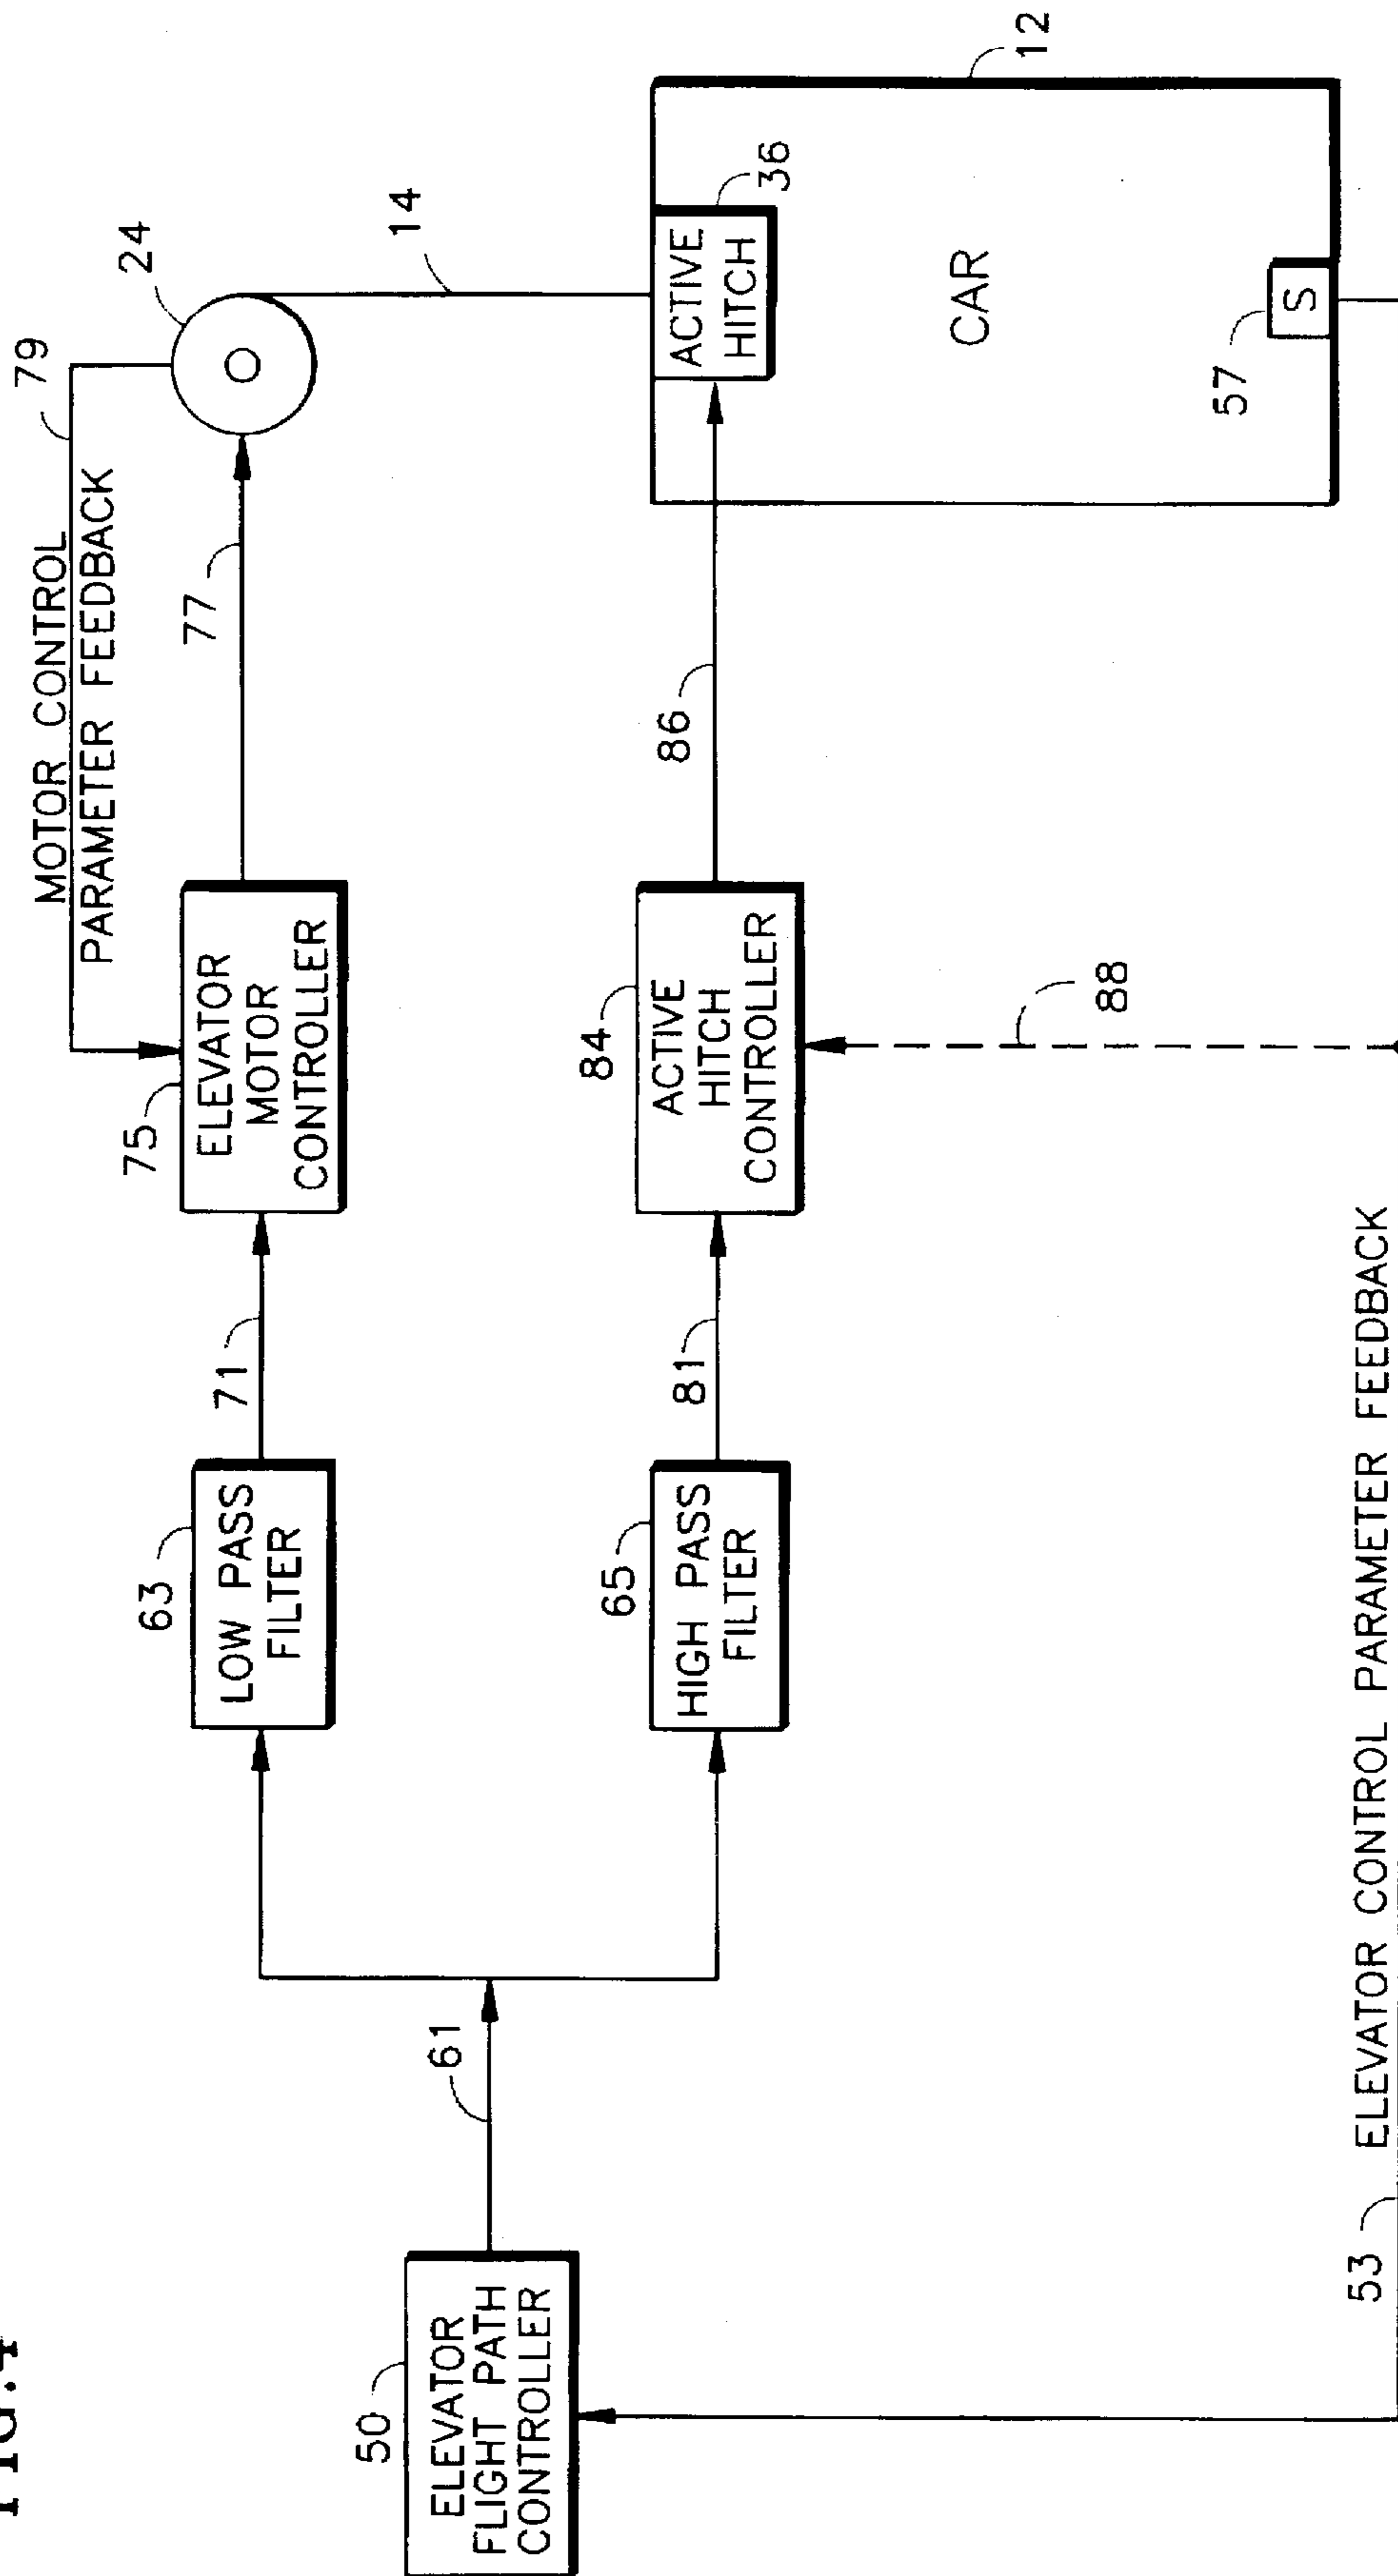 FIG.4
MOTOR CONTROL
PARAMETER FEEDBACK
79
24
14
12
77
75
ELEVATOR
MOTOR
CONTROLLER
71
63
LOW PASS
FILTER
61
50
ELEVATOR
FLIGHT PATH
CONTROLLER
65
HIGH PASS
FILTER
81
84
ACTIVE
HITCH
CONTROLLER
86
ACTIVE
HITCH
36
CAR
57
S
88
53
ELEVATOR CONTROL PARAMETER FEEDBACK